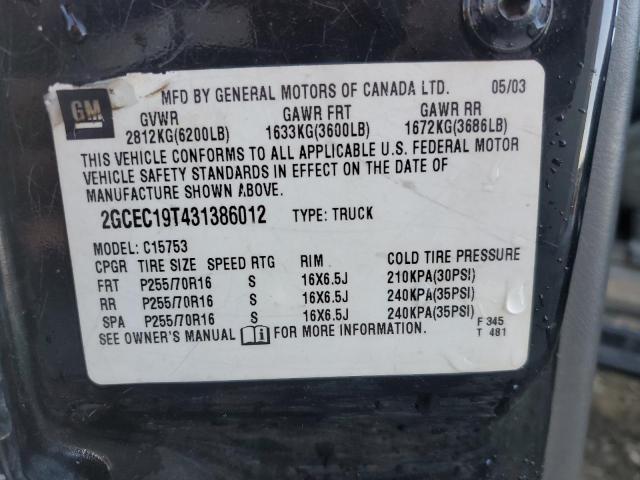 GM
MFD BY GENERAL MOTORS OF CANADA LTD. 05/03
GVWR GAWR FRT GAWR RR
2812KG(6200LB) 1633KG(3600LB) 1672KG(3686LB)
THIS VEHICLE CONFORMS TO ALL APPLICABLE U.S. FEDERAL MOTOR
VEHICLE SAFETY STANDARDS IN EFFECT ON THE DATE OF
MANUFACTURE SHOWN ABOVE.
2GCEC19T431386012 TYPE: TRUCK
MODEL: C15753
CPGR TIRE SIZE SPEED RTG RIM COLD TIRE PRESSURE
FRT P255/70R16 S 16X6.5J 210KPA(30PSI)
RR P255/70R16 S 16X6.5J 240KPA(35PSI)
SPA P255/70R16 S 16X6.5J 240KPA(35PSI)
SEE OWNER'S MANUAL FOR MORE INFORMATION.
F 345
T 481